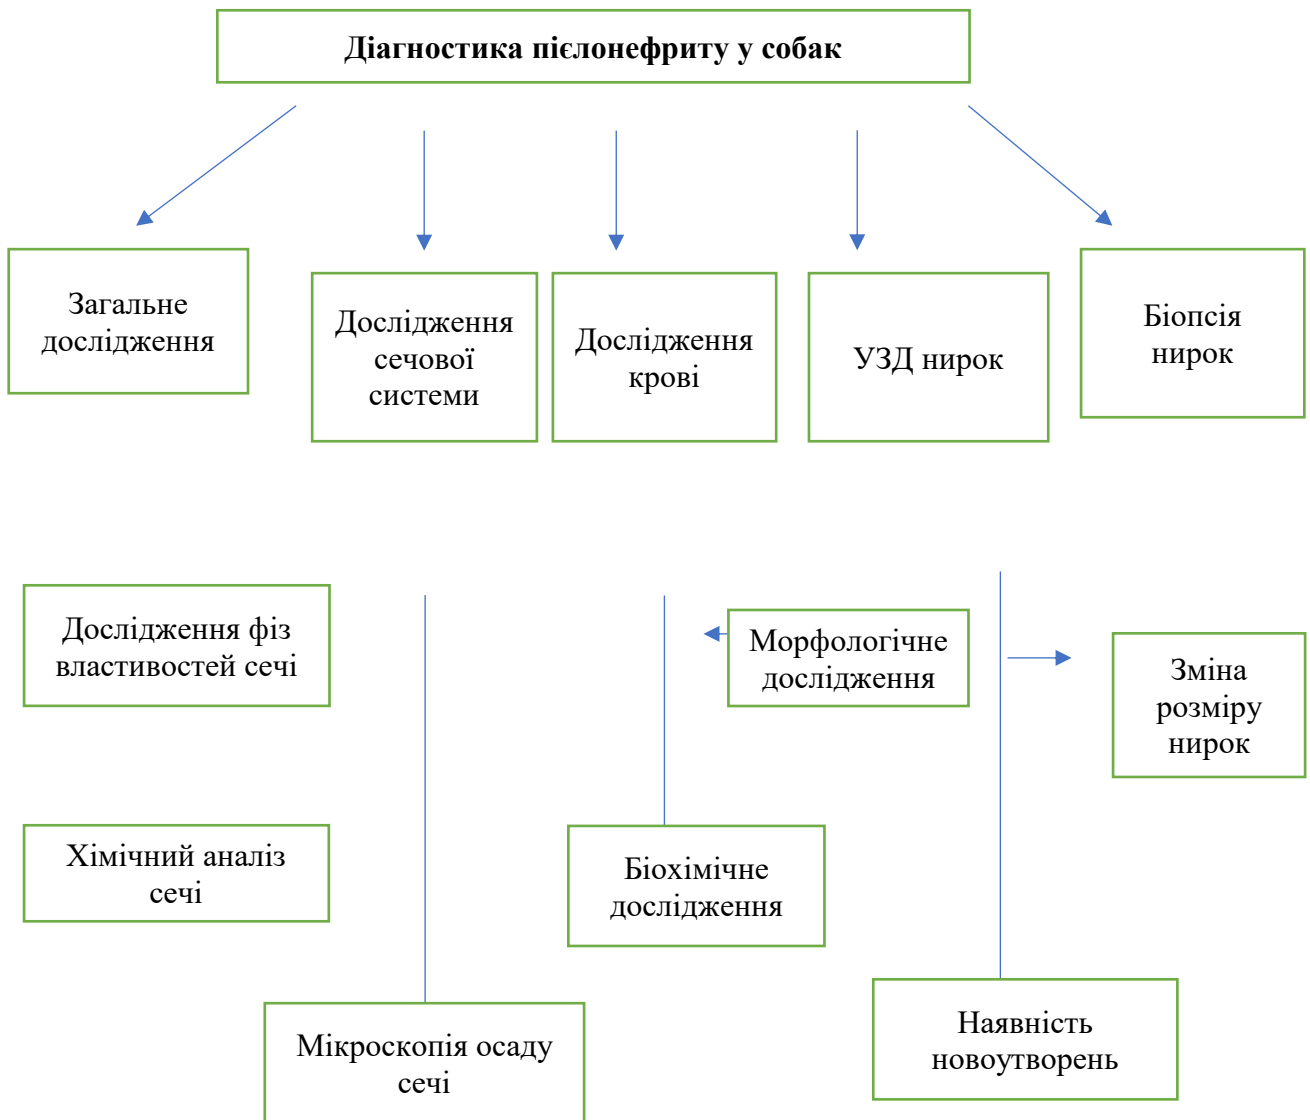 Діагностика пієлонефриту у собак
Загальне
дослідження
Дослідження
сечової
системи
Дослідження
крові
УЗД нирок
Біопсія
нирок
Дослідження фіз
властивостей сечі
Морфологічне
дослідження
Зміна
розміру
нирок
Хімічний аналіз
сечі
Біохімічне
дослідження
Мікроскопія осаду
сечі
Наявність
новоутворень